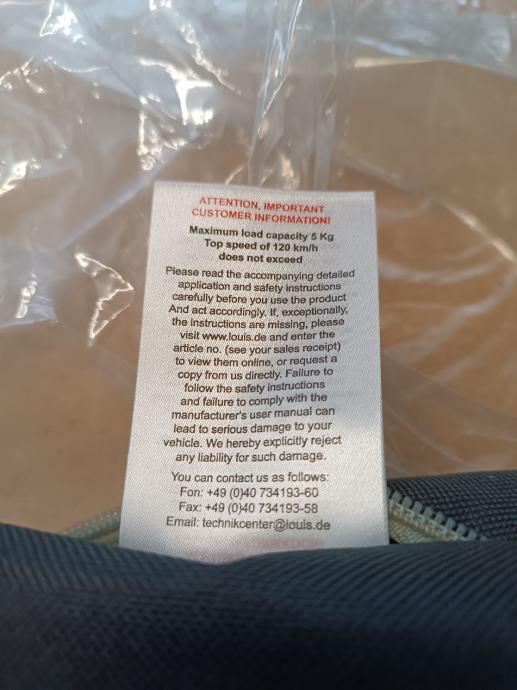 ATTENTION, IMPORTANT
CUSTOMER INFORMATION!
Maximum load capacity 5 Kg
Top speed of 120 km/h
does not exceed
Please read the accompanying detailed
application and safety instructions
carefully before you use the product
And act accordingly. If, exceptionally,
the instructions are missing, please
visit www.louis.de and enter the
article no. (see your sales receipt)
to view them online, or request a
copy from us directly. Failure to
follow the safety instructions
and failure to comply with the
manufacturer's user manual can
lead to serious damage to your
vehicle. We hereby explicitly reject
any liability for such damage.
You can contact us as follows:
Fon: +49 (0)40 734193-60
Fax: +49 (0)40 734193-58
Email: technikcenter@louis.de